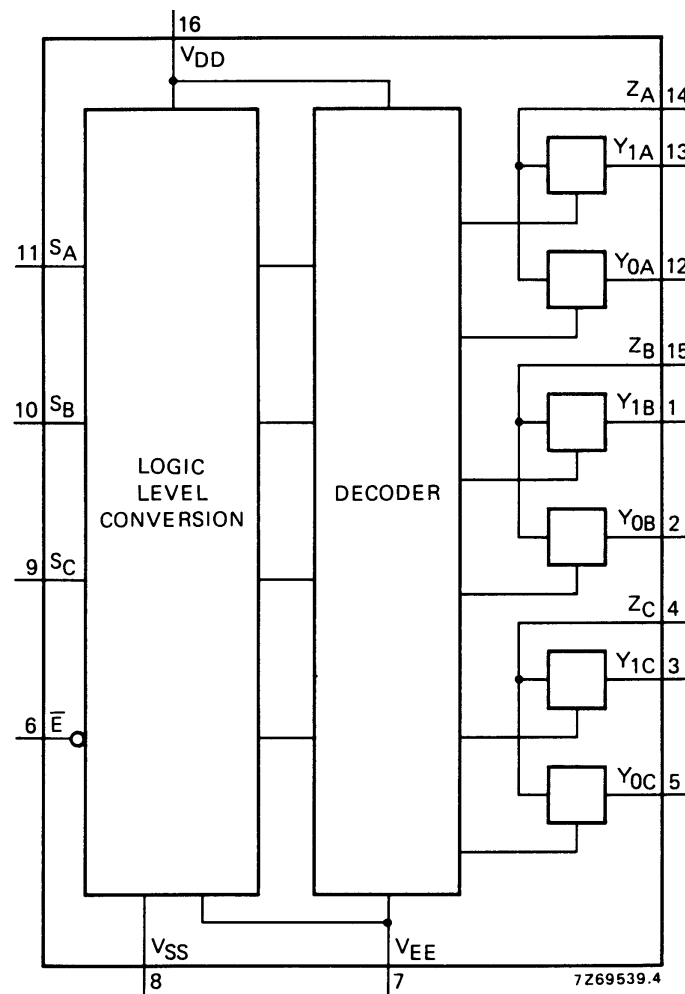 16
VDD
ZA 14
Y1A 13
11 SA
Y0A 12
ZB 15
10 SB
Y1B 1
LOGIC
LEVEL
CONVERSION
DECODER
Y0B 2
9 SC
ZC 4
Y1C 3
6 E̅
Y0C 5
VSS
VEE
8
7
7Z69539.4